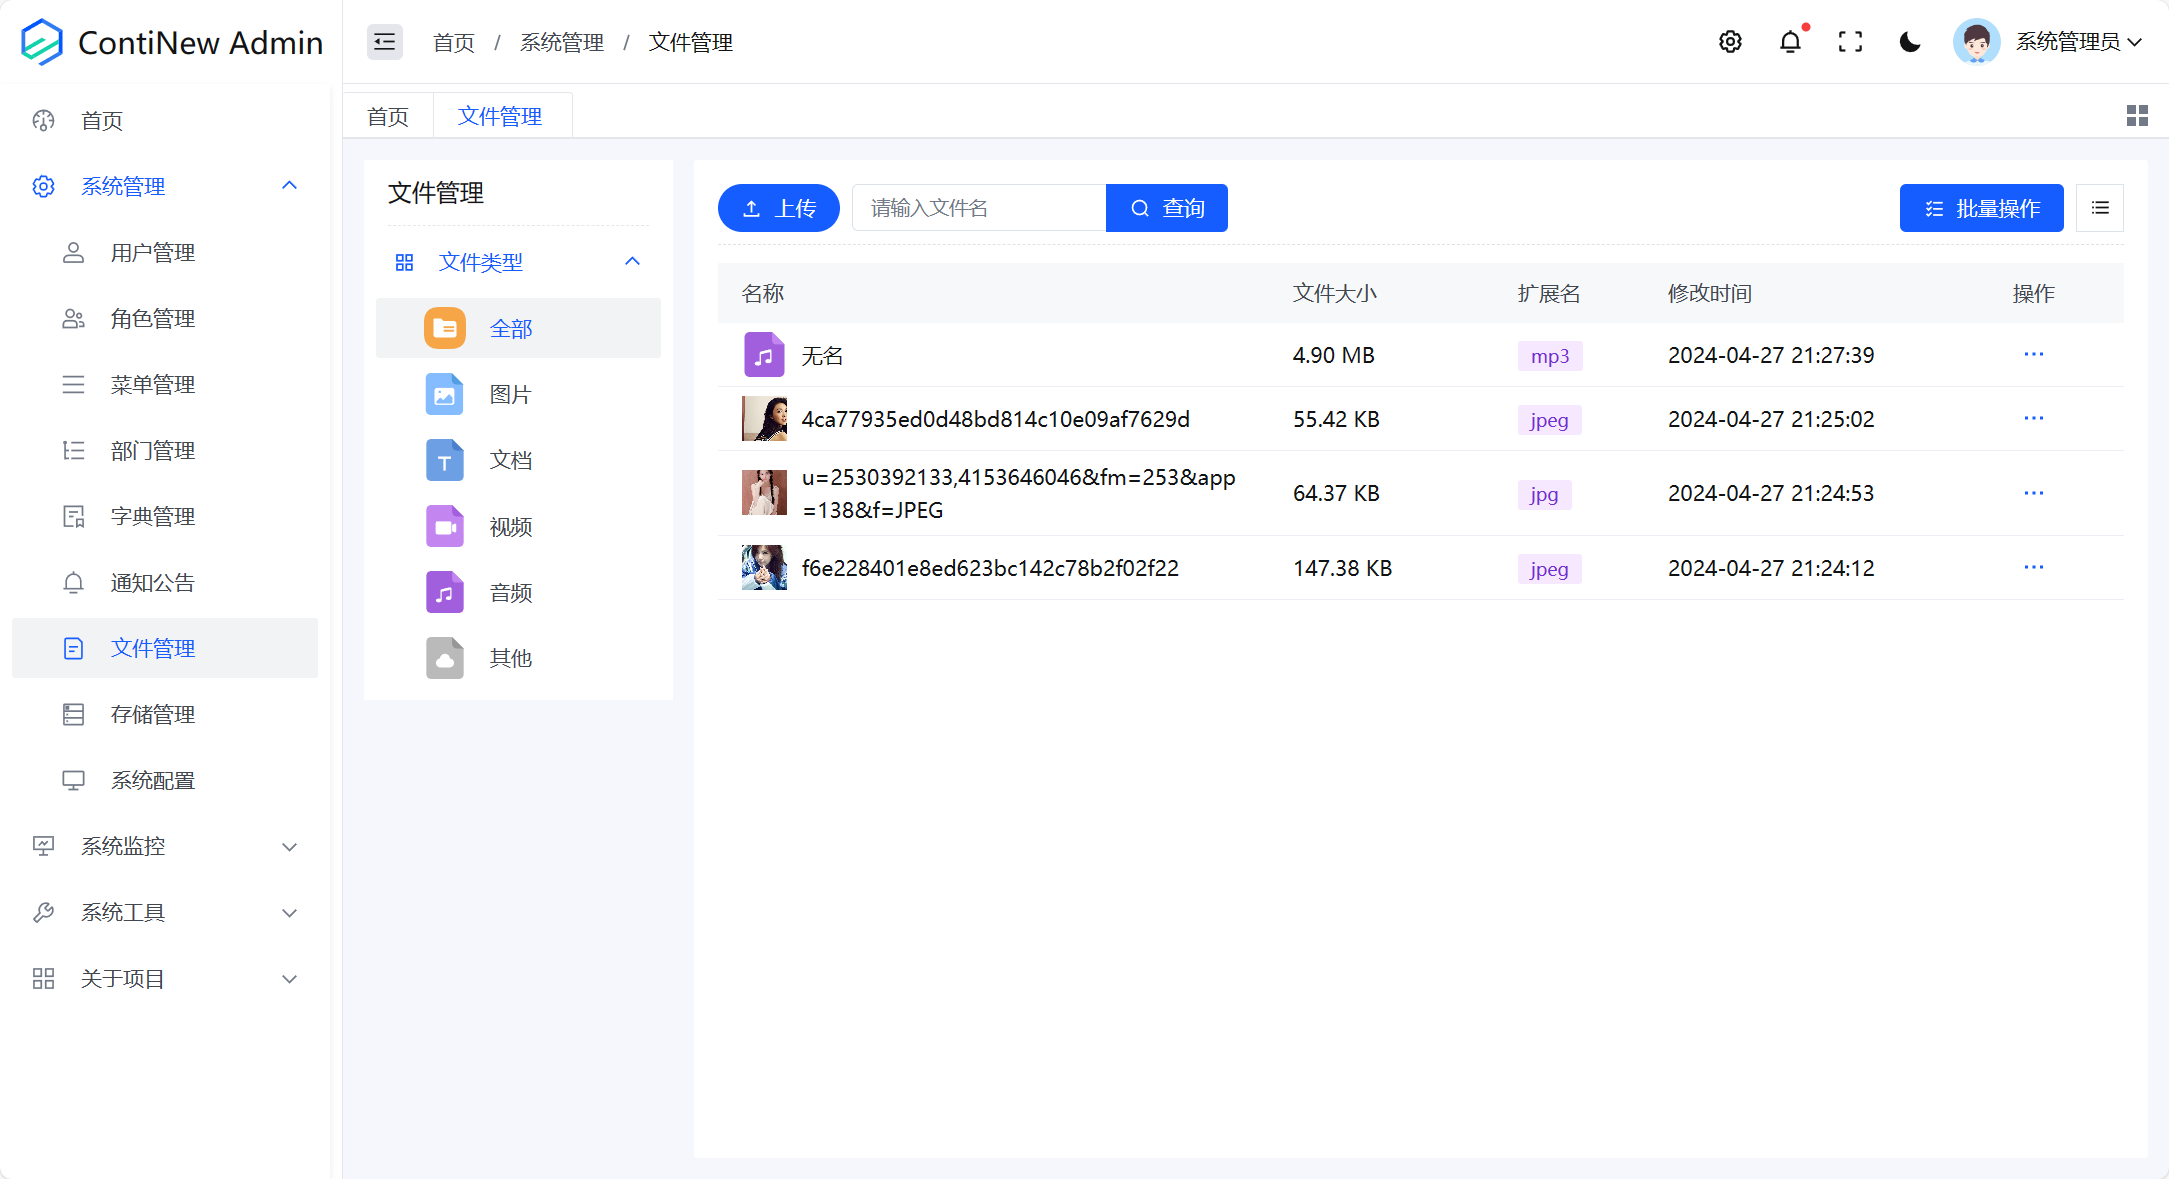 ContiNew Admin
首页 / 系统管理 / 文件管理
系统管理员
首页
系统管理
用户管理
角色管理
菜单管理
部门管理
字典管理
通知公告
文件管理
存储管理
系统配置
系统监控
系统工具
关于项目
首页
文件管理
文件管理
文件类型
全部
图片
文档
视频
音频
其他
上传
请输入文件名
查询
批量操作
名称 文件大小 扩展名 修改时间 操作
无名 4.90 MB mp3 2024-04-27 21:27:39 ···
4ca77935ed0d48bd814c10e09af7629d 55.42 KB jpeg 2024-04-27 21:25:02 ···
u=2530392133,4153646046&fm=253&app
=138&f=JPEG 64.37 KB jpg 2024-04-27 21:24:53 ···
f6e228401e8ed623bc142c78b2f02f22 147.38 KB jpeg 2024-04-27 21:24:12 ···